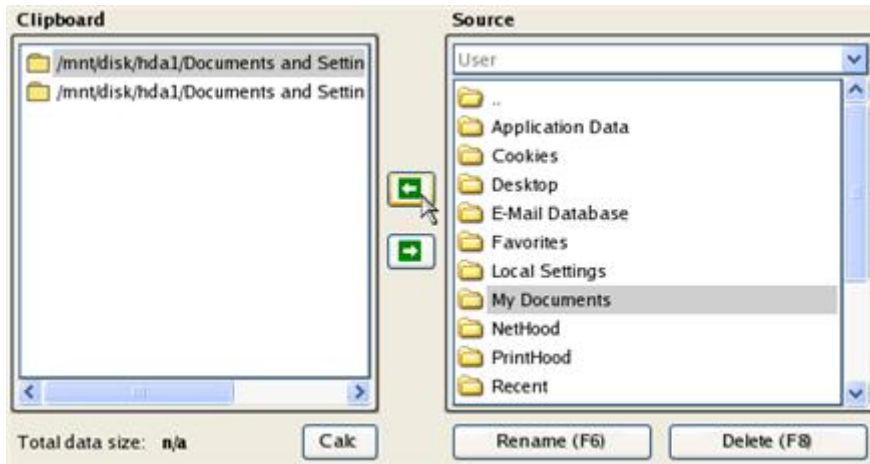 Clipboard
/mnt/disk/hda1/Documents and Settin
/mnt/disk/hda1/Documents and Settin
Total data size: n/a
Calc
Source
User
..
Application Data
Cookies
Desktop
E-Mail Database
Favorites
Local Settings
My Documents
NetHood
PrintHood
Recent
Rename (F6)
Delete (F8)